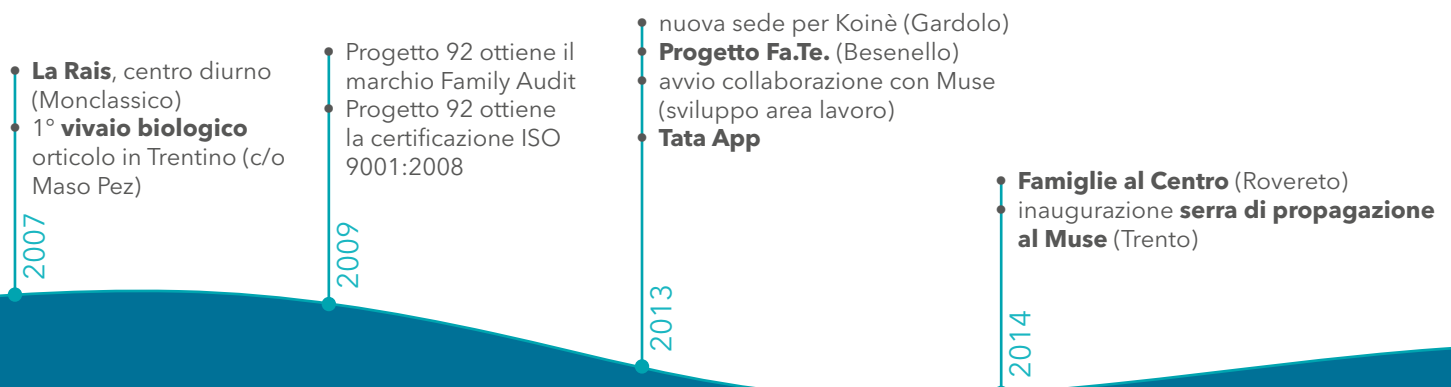 La Rais, centro diurno
(Monclassico)
1° vivaio biologico
orticolo in Trentino (c/o
Maso Pez)
2007
Progetto 92 ottiene il
marchio Family Audit
Progetto 92 ottiene
la certificazione ISO
9001:2008
2009
nuova sede per Koinè (Gardolo)
Progetto Fa.Te. (Besenello)
avvio collaborazione con Muse
(sviluppo area lavoro)
Tata App
2013
Famiglie al Centro (Rovereto)
inaugurazione serra di propagazione
al Muse (Trento)
2014